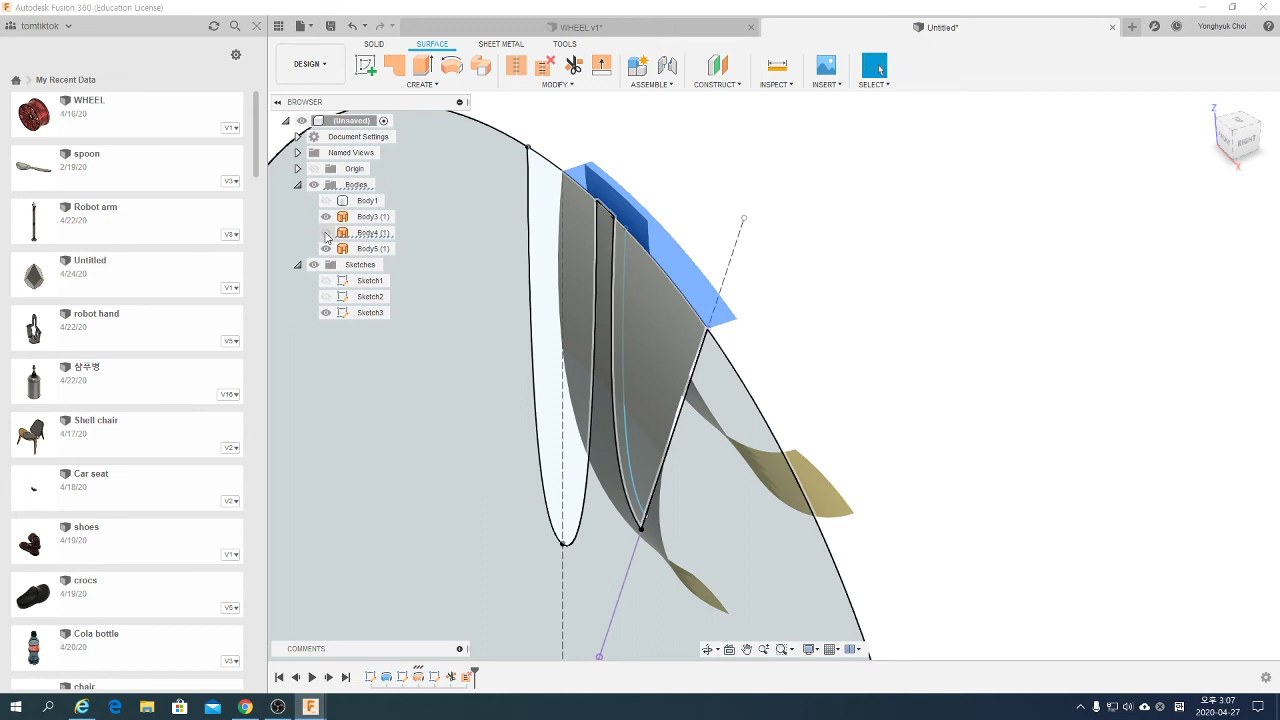 Autodesk Fusion 360 (Education License)
tomtiktok
WHEEL v1*
Untitled*
Yonghyuk Choi
SOLID
SURFACE
SHEET METAL
TOOLS
DESIGN
CREATE
MODIFY
ASSEMBLE
CONSTRUCT
INSPECT
INSERT
SELECT
My Recent Data
WHEEL
4/16/20
V1
spoon
2/19/20
V3
Robot arm
4/22/20
V8
Untitled
4/24/20
V1
robot hand
4/22/20
V5
샴푸병
4/22/20
V16
Shell chair
4/17/20
V2
Car seat
4/18/20
V2
shoes
4/19/20
V1
crocs
4/19/20
V5
Cola bottle
4/20/20
V3
chair
BROWSER
(Unsaved)
Document Settings
Named Views
Origin
Bodies
Body1
Body3 (1)
Body4 (1)
Body5 (1)
Sketches
Sketch1
Sketch2
Sketch3
Z
RIGHT
X
COMMENTS
오후 3:07
2020-04-27